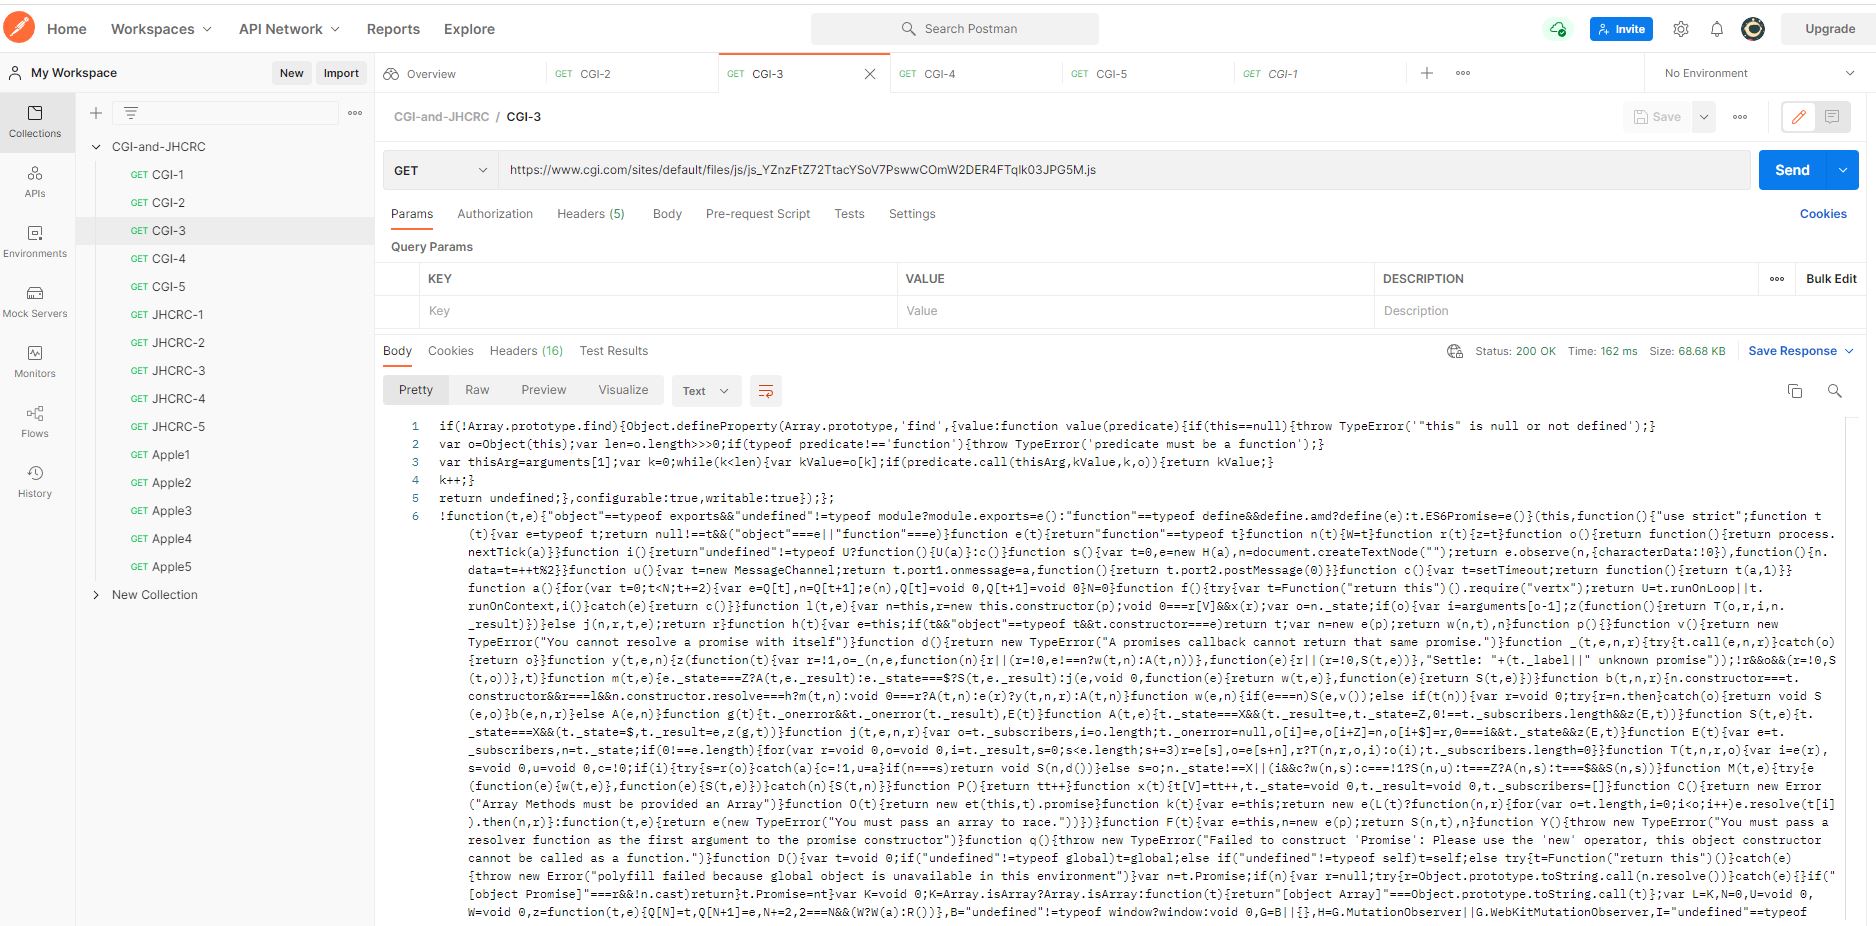 Home Workspaces API Network Reports Explore Search Postman Invite Upgrade
My Workspace New Import Overview GET CGI-2 GET CGI-3 GET CGI-4 GET CGI-5 GET CGI-1 No Environment
Collections
APIs
Environments
Mock Servers
Monitors
Flows
History
CGI-and-JHCRC
GET CGI-1
GET CGI-2
GET CGI-3
GET CGI-4
GET CGI-5
GET JHCRC-1
GET JHCRC-2
GET JHCRC-3
GET JHCRC-4
GET JHCRC-5
GET Apple1
GET Apple2
GET Apple3
GET Apple4
GET Apple5
New Collection
CGI-and-JHCRC / CGI-3 Save
GET https://www.cgi.com/sites/default/files/js/js_YZnzFtZ72TtacYSoV7PswwCOmW2DER4FTqlk03JPG5M.js Send
Params Authorization Headers (5) Body Pre-request Script Tests Settings Cookies
Query Params
KEY VALUE DESCRIPTION Bulk Edit
Key Value Description
Body Cookies Headers (16) Test Results Status: 200 OK Time: 162 ms Size: 68.68 KB Save Response
Pretty Raw Preview Visualize Text
1 if(!Array.prototype.find){Object.defineProperty(Array.prototype,'find',{value:function value(predicate){if(this==null){throw TypeError('"this" is null or not defined');}
2 var o=Object(this);var len=o.length>>>0;if(typeof predicate!=='function'){throw TypeError('predicate must be a function');}
3 var thisArg=arguments[1];var k=0;while(k<len){var kValue=o[k];if(predicate.call(thisArg,kValue,k,o)){return kValue;}
4 k++;}
5 return undefined;},configurable:true,writable:true});};
6 !function(t,e){"object"==typeof exports&&"undefined"!=typeof module?module.exports=e():"function"==typeof define&&define.amd?define(e):t.ES6Promise=e()}(this,function(){"use strict";function t
(t){var e=typeof t;return null!==t&&("object"===e||"function"===e)}function e(t){return"function"==typeof t}function n(t){W=t}function r(t){z=t}function o(){return function(){return process.
nextTick(a)}}function i(){return"undefined"!=typeof U?function(){U(a)}:c()}function s(){var t=0,e=new H(a),n=document.createTextNode("");return e.observe(n,{characterData:!0}),function(){n.
data=t=++t%2}}function u(){var t=new MessageChannel;return t.port1.onmessage=a,function(){return t.port2.postMessage(0)}}function c(){var t=setTimeout;return function(){return t(a,1)}}
function a(){for(var t=0;t<N;t+=2){var e=Q[t],n=Q[t+1];e(n),Q[t]=void 0,Q[t+1]=void 0}N=0}function f(){try{var t=Function("return this")().require("vertx");return U=t.runOnLoop||t.
runOnContext,i()}catch(e){return c()}}function l(t,e){var n=this,r=new this.constructor(p);void 0===r[V]&&x(r);var o=n._state;if(o){var i=arguments[o-1];z(function(){return T(o,r,i,n.
_result)})}else j(n,r,t,e);return r}function h(t){var e=this;if(t&&"object"==typeof t&&t.constructor===e)return t;var n=new e(p);return w(n,t),n}function p(){}function v(){return new
TypeError("You cannot resolve a promise with itself")}function d(){return new TypeError("A promises callback cannot return that same promise.")}function _(t,e,n,r){try{t.call(e,n,r)}catch(o)
{return o}}function y(t,e,n){z(function(t){var r=!1,o=_(n,e,function(n){r||(r=!0,e!==n?w(t,n):A(t,n))},function(e){r||(r=!0,S(t,e))},"Settle: "+(t._label||" unknown promise"));!r&&o&&(r=!0,S
(t,o))},t)}function m(t,e){e._state===Z?A(t,e._result):e._state===$?S(t,e._result):j(e,void 0,function(e){return w(t,e)},function(e){return S(t,e)})}function b(t,n,r){n.constructor===t.
constructor&&r===l&&n.constructor.resolve===h?m(t,n):void 0===r?A(t,n):e(r)?y(t,n,r):A(t,n)}function w(e,n){if(e===n)S(e,v());else if(t(n)){var r=void 0;try{r=n.then}catch(o){return void S
(e,o)}b(e,n,r)}else A(e,n)}function g(t){t._onerror&&t._onerror(t._result),E(t)}function A(t,e){t._state===X&&(t._result=e,t._state=Z,0!==t._subscribers.length&&z(E,t))}function S(t,e){t.
_state===X&&(t._state=$,t._result=e,z(g,t))}function j(t,e,n,r){var o=t._subscribers,i=o.length;t._onerror=null,o[i]=e,o[i+Z]=n,o[i+$]=r,0===i&&t._state&&z(E,t)}function E(t){var e=t.
_subscribers,n=t._state;if(0!==e.length){for(var r=void 0,o=void 0,i=t._result,s=0;s<e.length;s+=3)r=e[s],o=e[s+n],r?T(n,r,o,i):o(i);t._subscribers.length=0}}function T(t,n,r,o){var i=e(r),
s=void 0,u=void 0,c=!0;if(i){try{s=r(o)}catch(a){c=!1,u=a}if(n===s)return void S(n,d())}else s=o;n._state!==X||(i&&c?w(n,s):c===!1?S(n,u):t===Z?A(n,s):t===$&&S(n,s))}function M(t,e){try{e
(function(e){w(t,e)},function(e){S(t,e)})}catch(n){S(t,n)}}function P(){return tt++}function x(t){t[V]=tt++,t._state=void 0,t._result=void 0,t._subscribers=[]}function C(){return new Error
("Array Methods must be provided an Array")}function O(t){return new et(this,t).promise}function k(t){var e=this;return new e(L(t)?function(n,r){for(var o=t.length,i=0;i<o;i++)e.resolve(t[i]
).then(n,r)}:function(t,e){return e(new TypeError("You must pass an array to race."))})}function F(t){var e=this,n=new e(p);return S(n,t),n}function Y(){throw new TypeError("You must pass a
resolver function as the first argument to the promise constructor")}function q(){throw new TypeError("Failed to construct 'Promise': Please use the 'new' operator, this object constructor
cannot be called as a function.")}function D(){var t=void 0;if("undefined"!=typeof global)t=global;else if("undefined"!=typeof self)t=self;else try{t=Function("return this")()}catch(e)
{throw new Error("polyfill failed because global object is unavailable in this environment")}var n=t.Promise;if(n){var r=null;try{r=Object.prototype.toString.call(n.resolve())}catch(e){}if("
[object Promise]"===r&&!n.cast)return}t.Promise=nt}var K=void 0;K=Array.isArray?Array.isArray:function(t){return"[object Array]"===Object.prototype.toString.call(t)};var L=K,N=0,U=void 0,
W=void 0,z=function(t,e){Q[N]=t,Q[N+1]=e,N+=2,2===N&&(W?W(a):R())},B="undefined"!=typeof window?window:void 0,G=B||{},H=G.MutationObserver||G.WebKitMutationObserver,I="undefined"==typeof